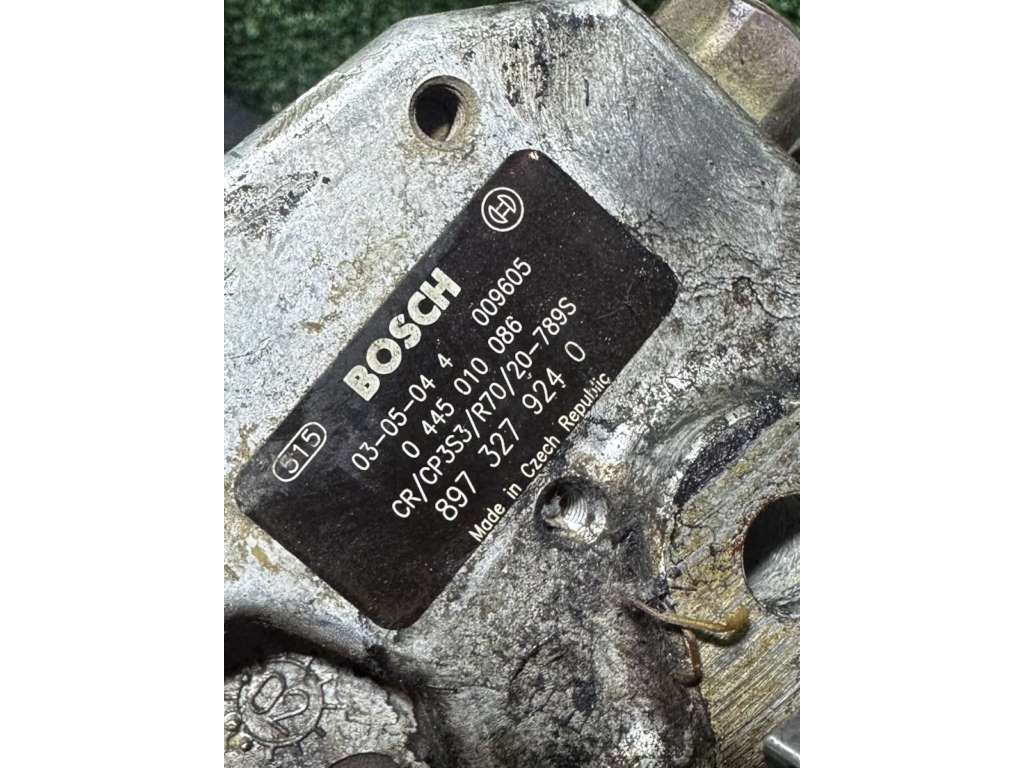 BOSCH
515
03-05-04 4 009605
0 445 010 086
CR/CP3S3/R70/20-789S
897 327 924 0
Made in Czech Republic